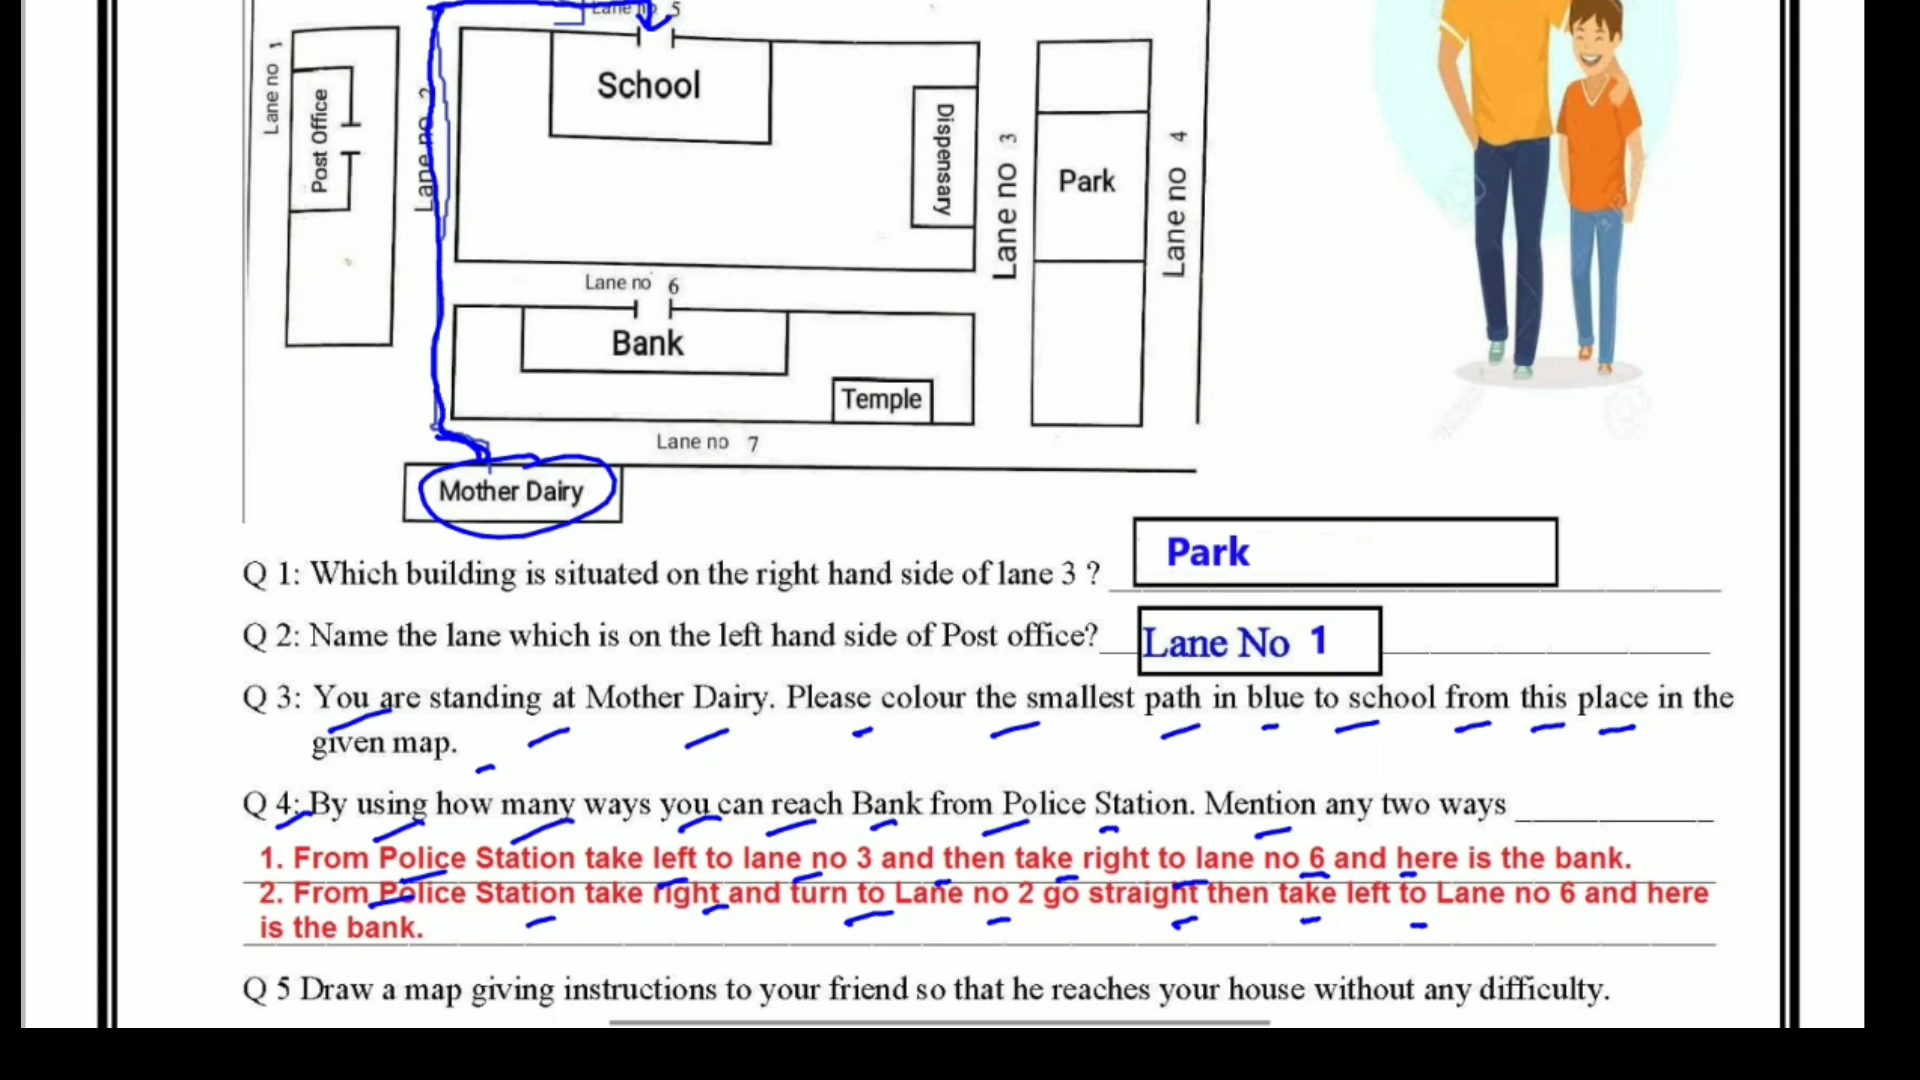 Lane no 5
Lane no 1
Post Office
Lane no 2
School
Dispensary
Lane no 3
Park
Lane no 4
Lane no 6
Bank
Temple
Lane no 7
Mother Dairy
Q 1: Which building is situated on the right hand side of lane 3 ? Park
Q 2: Name the lane which is on the left hand side of Post office? Lane No 1
Q 3: You are standing at Mother Dairy. Please colour the smallest path in blue to school from this place in the
given map.
Q 4: By using how many ways you can reach Bank from Police Station. Mention any two ways
1. From Police Station take left to lane no 3 and then take right to lane no 6 and here is the bank.
2. From Police Station take right and turn to Lane no 2 go straight then take left to Lane no 6 and here
is the bank.
Q 5 Draw a map giving instructions to your friend so that he reaches your house without any difficulty.